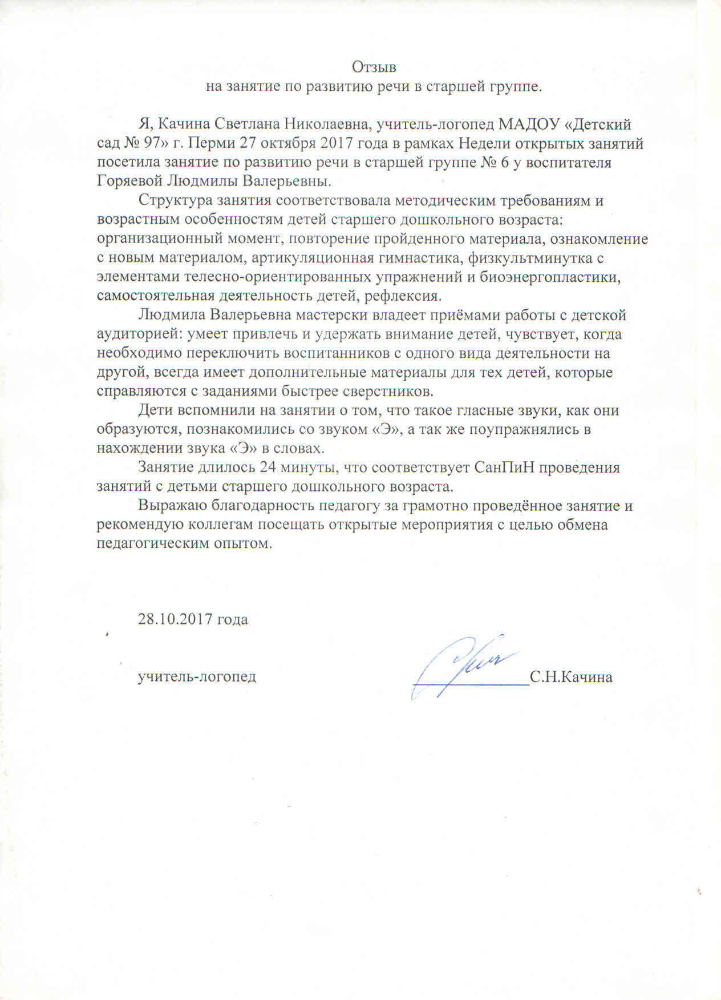 Отзыв
на занятие по развитию речи в старшей группе.
Я, Качина Светлана Николаевна, учитель-логопед МАДОУ «Детский
сад № 97» г. Перми 27 октября 2017 года в рамках Недели открытых занятий
посетила занятие по развитию речи в старшей группе № 6 у воспитателя
Горяевой Людмилы Валерьевны.
Структура занятия соответствовала методическим требованиям и
возрастным особенностям детей старшего дошкольного возраста:
организационный момент, повторение пройденного материала, ознакомление
с новым материалом, артикуляционная гимнастика, физкультминутка с
элементами телесно-ориентированных упражнений и биоэнергопластики,
самостоятельная деятельность детей, рефлексия.
Людмила Валерьевна мастерски владеет приёмами работы с детской
аудиторией: умеет привлечь и удержать внимание детей, чувствует, когда
необходимо переключить воспитанников с одного вида деятельности на
другой, всегда имеет дополнительные материалы для тех детей, которые
справляются с заданиями быстрее сверстников.
Дети вспомнили на занятии о том, что такое гласные звуки, как они
образуются, познакомились со звуком «Э», а так же поупражнялись в
нахождении звука «Э» в словах.
Занятие длилось 24 минуты, что соответствует СанПиН проведения
занятий с детьми старшего дошкольного возраста.
Выражаю благодарность педагогу за грамотно проведённое занятие и
рекомендую коллегам посещать открытые мероприятия с целью обмена
педагогическим опытом.
28.10.2017 года
учитель-логопед ______________С.Н.Качина